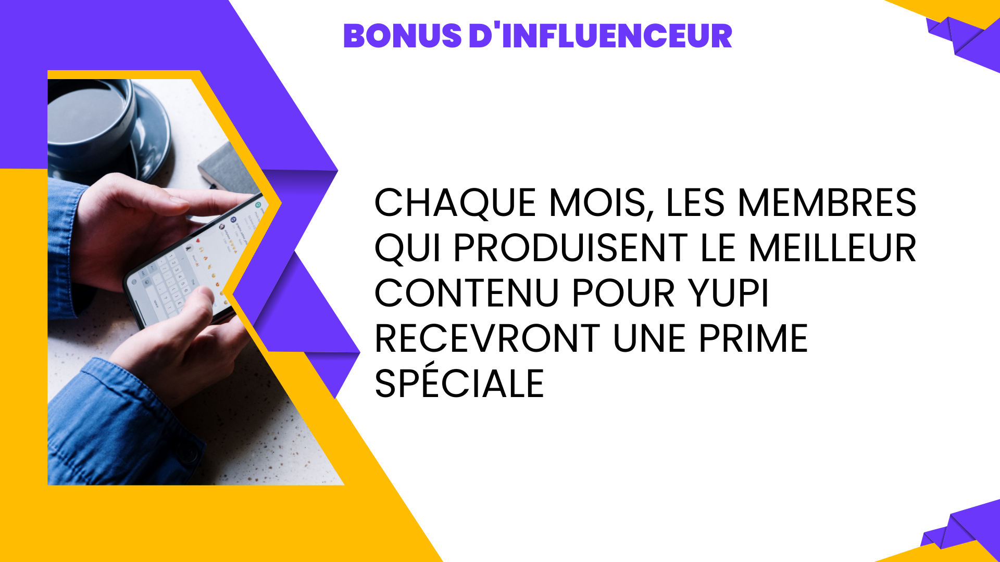 BONUS D'INFLUENCEUR
CHAQUE MOIS, LES MEMBRES
QUI PRODUISENT LE MEILLEUR
CONTENU POUR YUPI
RECEVRONT UNE PRIME
SPÉCIALE